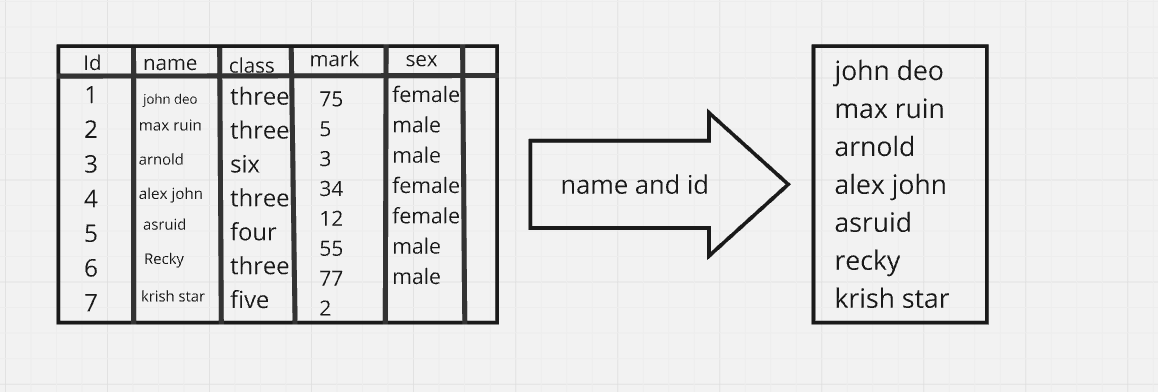 Id name class mark sex
1 john deo three 75 female
2 max ruin three 5 male
3 arnold six 3 male
4 alex john three 34 female
5 asruid four 12 female
6 Recky three 55 male
7 krish star five 77 male
2
name and id
john deo
max ruin
arnold
alex john
asruid
recky
krish star